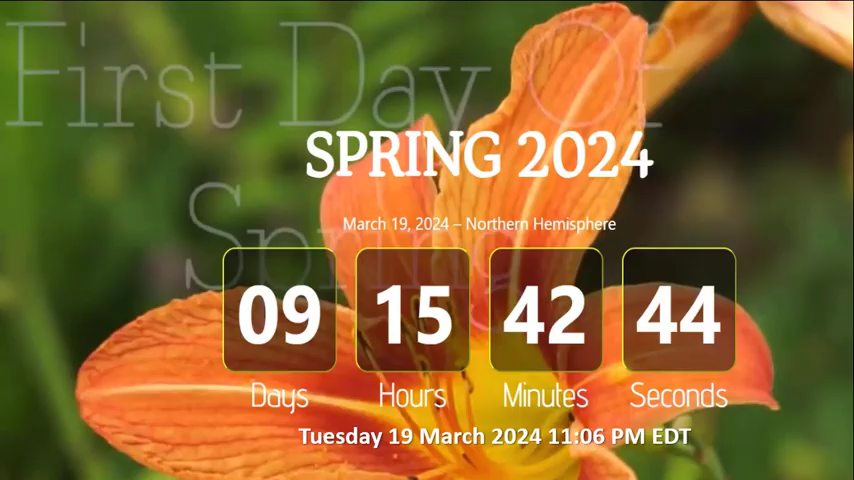 First Day Of
SPRING 2024
Spring
March 19, 2024 – Northern Hemisphere
09 15 42 44
Days Hours Minutes Seconds
Tuesday 19 March 2024 11:06 PM EDT